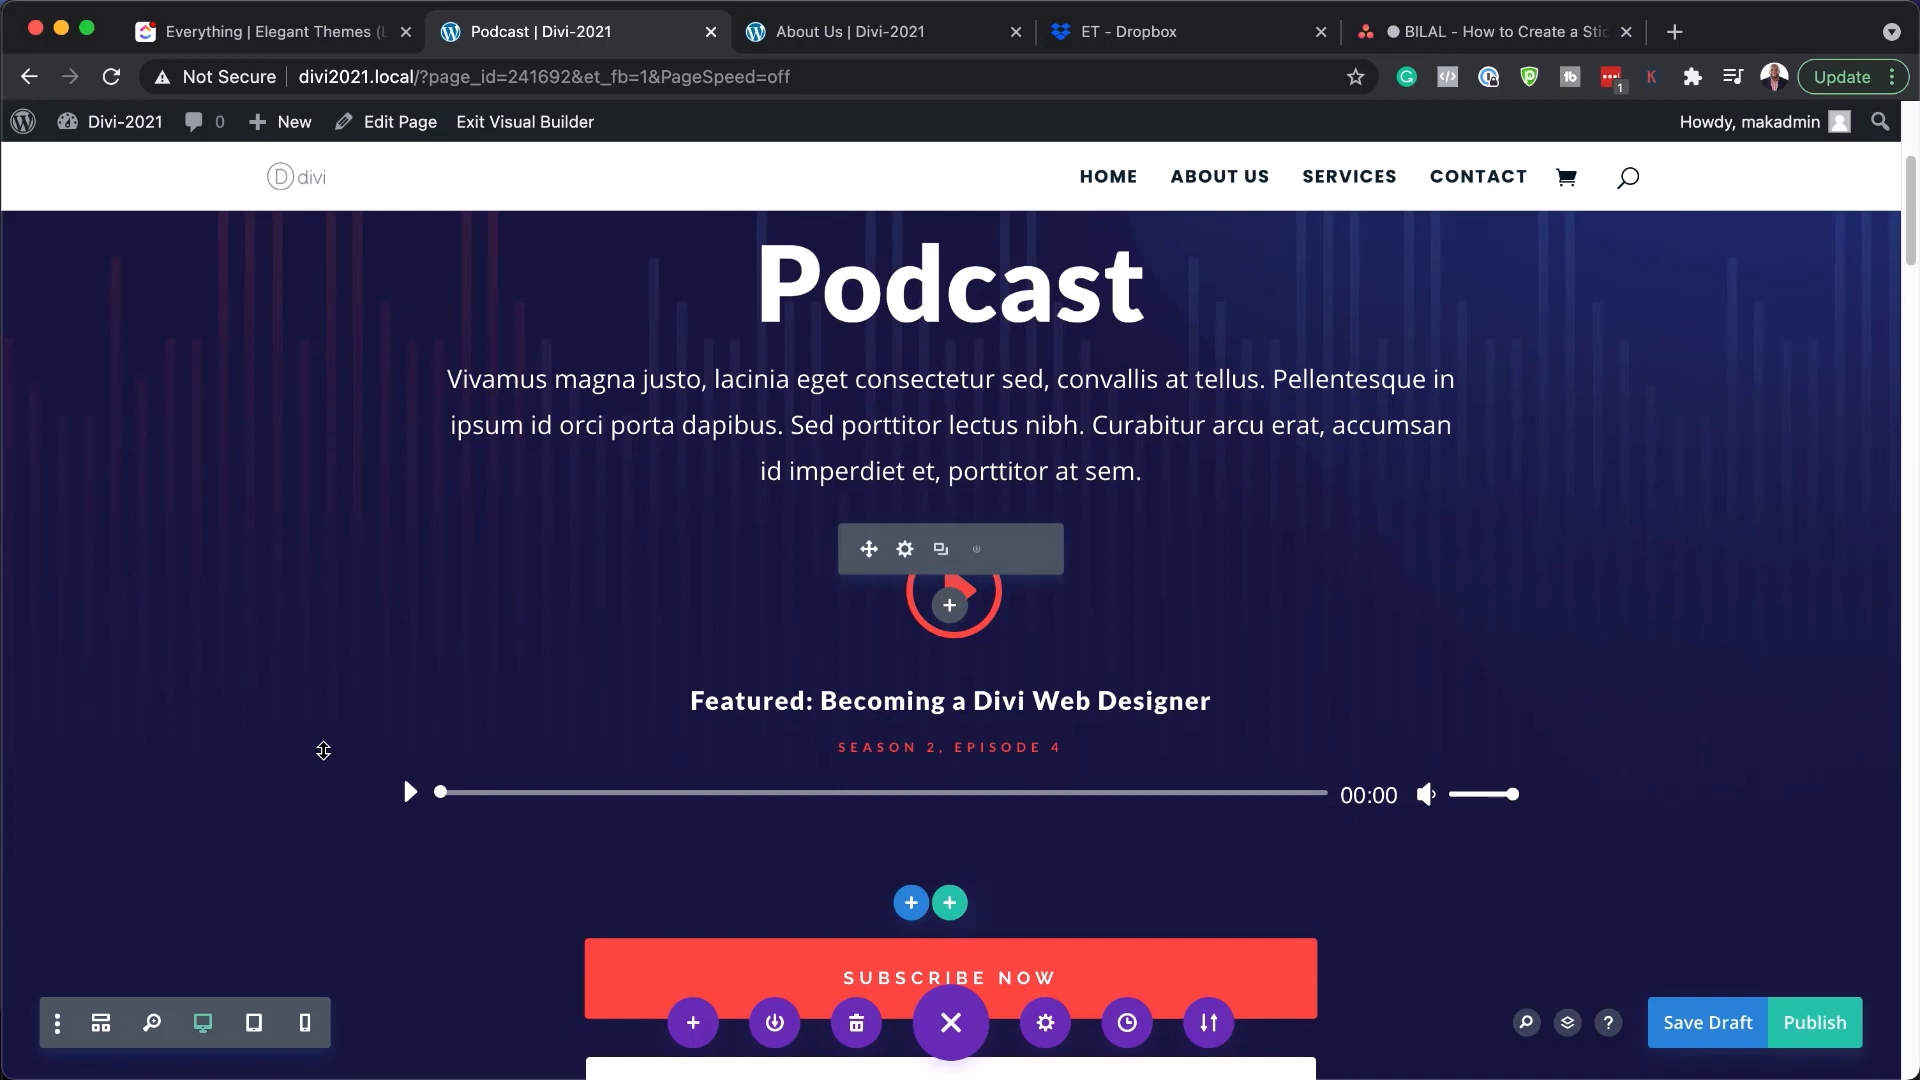 Everything | Elegant Themes (
Podcast | Divi-2021
About Us | Divi-2021
ET - Dropbox
BILAL - How to Create a Stic
Not Secure
divi2021.local/?page_id=241692&et_fb=1&PageSpeed=off
1
Update
Divi-2021
0
New
Edit Page
Exit Visual Builder
Howdy, makadmin
D divi
HOME
ABOUT US
SERVICES
CONTACT
Podcast
Vivamus magna justo, lacinia eget consectetur sed, convallis at tellus. Pellentesque in
ipsum id orci porta dapibus. Sed porttitor lectus nibh. Curabitur arcu erat, accumsan
id imperdiet et, porttitor at sem.
Featured: Becoming a Divi Web Designer
SEASON 2, EPISODE 4
00:00
SUBSCRIBE NOW
Save Draft
Publish